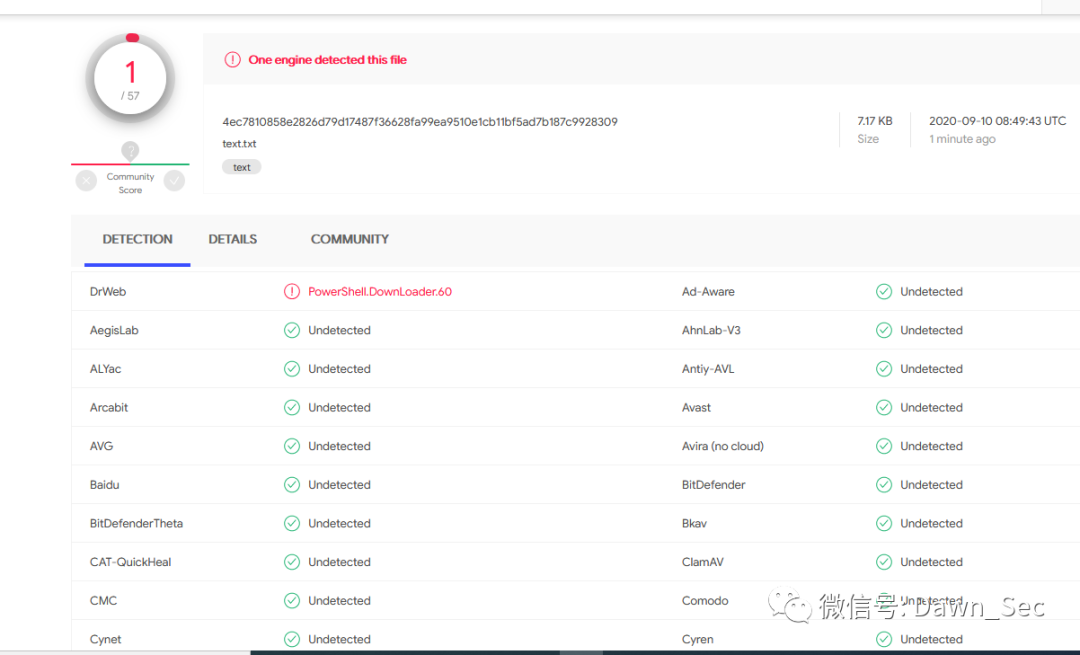 1
/ 57
One engine detected this file
4ec7810858e2826d79d17487f36628fa99ea9510e1cb11bf5ad7b187c9928309
text.txt
text
7.17 KB
Size
2020-09-10 08:49:43 UTC
1 minute ago
?
Community
Score
DETECTION DETAILS COMMUNITY
DrWeb PowerShell.DownLoader.60 Ad-Aware Undetected
AegisLab Undetected AhnLab-V3 Undetected
ALYac Undetected Antiy-AVL Undetected
Arcabit Undetected Avast Undetected
AVG Undetected Avira (no cloud) Undetected
Baidu Undetected BitDefender Undetected
BitDefenderTheta Undetected Bkav Undetected
CAT-QuickHeal Undetected ClamAV Undetected
CMC Undetected Comodo Undetected
微信号: Dawn_Sec
Cynet Undetected Cyren Undetected